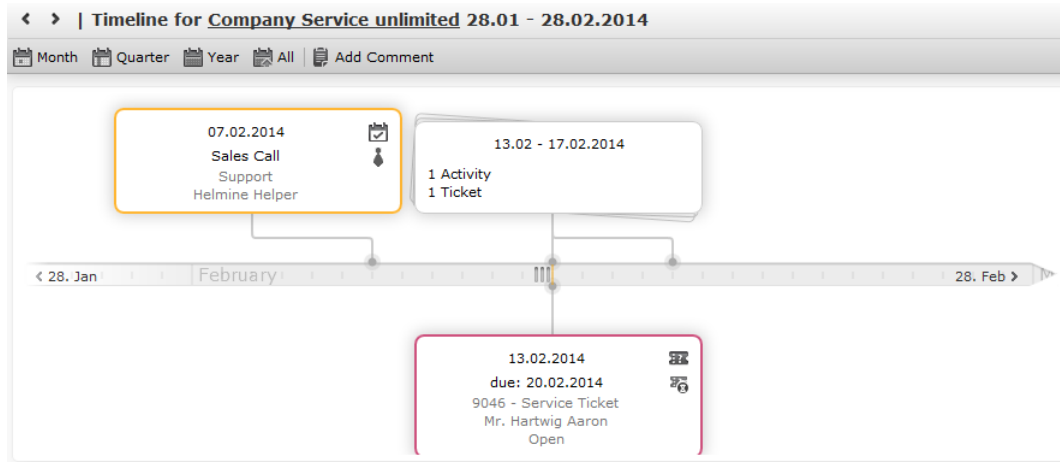 | Timeline for Company Service unlimited 28.01 - 28.02.2014
Month Quarter Year All Add Comment
07.02.2014
Sales Call
Support
Helmine Helper
13.02 - 17.02.2014
1 Activity
1 Ticket
28. Jan February 28. Feb
13.02.2014
due: 20.02.2014
9046 - Service Ticket
Mr. Hartwig Aaron
Open